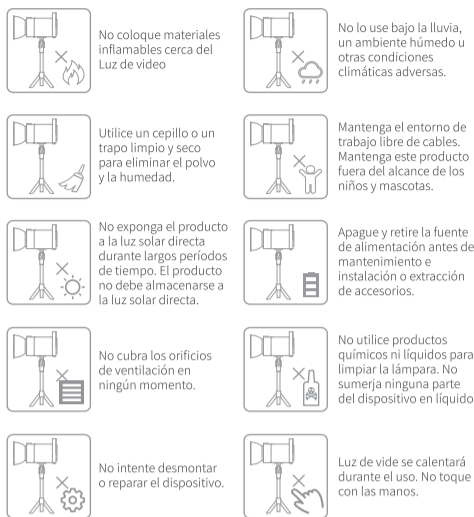 No coloque materiales
inflamables cerca del
Luz de video
No lo use bajo la lluvia,
un ambiente húmedo u
otras condiciones
climáticas adversas.
Utilice un cepillo o un
trapo limpio y seco
para eliminar el polvo
y la humedad.
Mantenga el entorno de
trabajo libre de cables.
Mantenga este producto
fuera del alcance de los
niños y mascotas.
No exponga el producto
a la luz solar directa
durante largos períodos
de tiempo. El producto
no debe almacenarse a
la luz solar directa.
Apague y retire la fuente
de alimentación antes de
mantenimiento e
instalación o extracción
de accesorios.
No cubra los orificios
de ventilación en
ningún momento.
No utilice productos
químicos ni líquidos para
limpiar la lámpara. No
sumerja ninguna parte
del dispositivo en líquido
No intente desmontar
o reparar el dispositivo.
Luz de vide se calentará
durante el uso. No toque
con las manos.